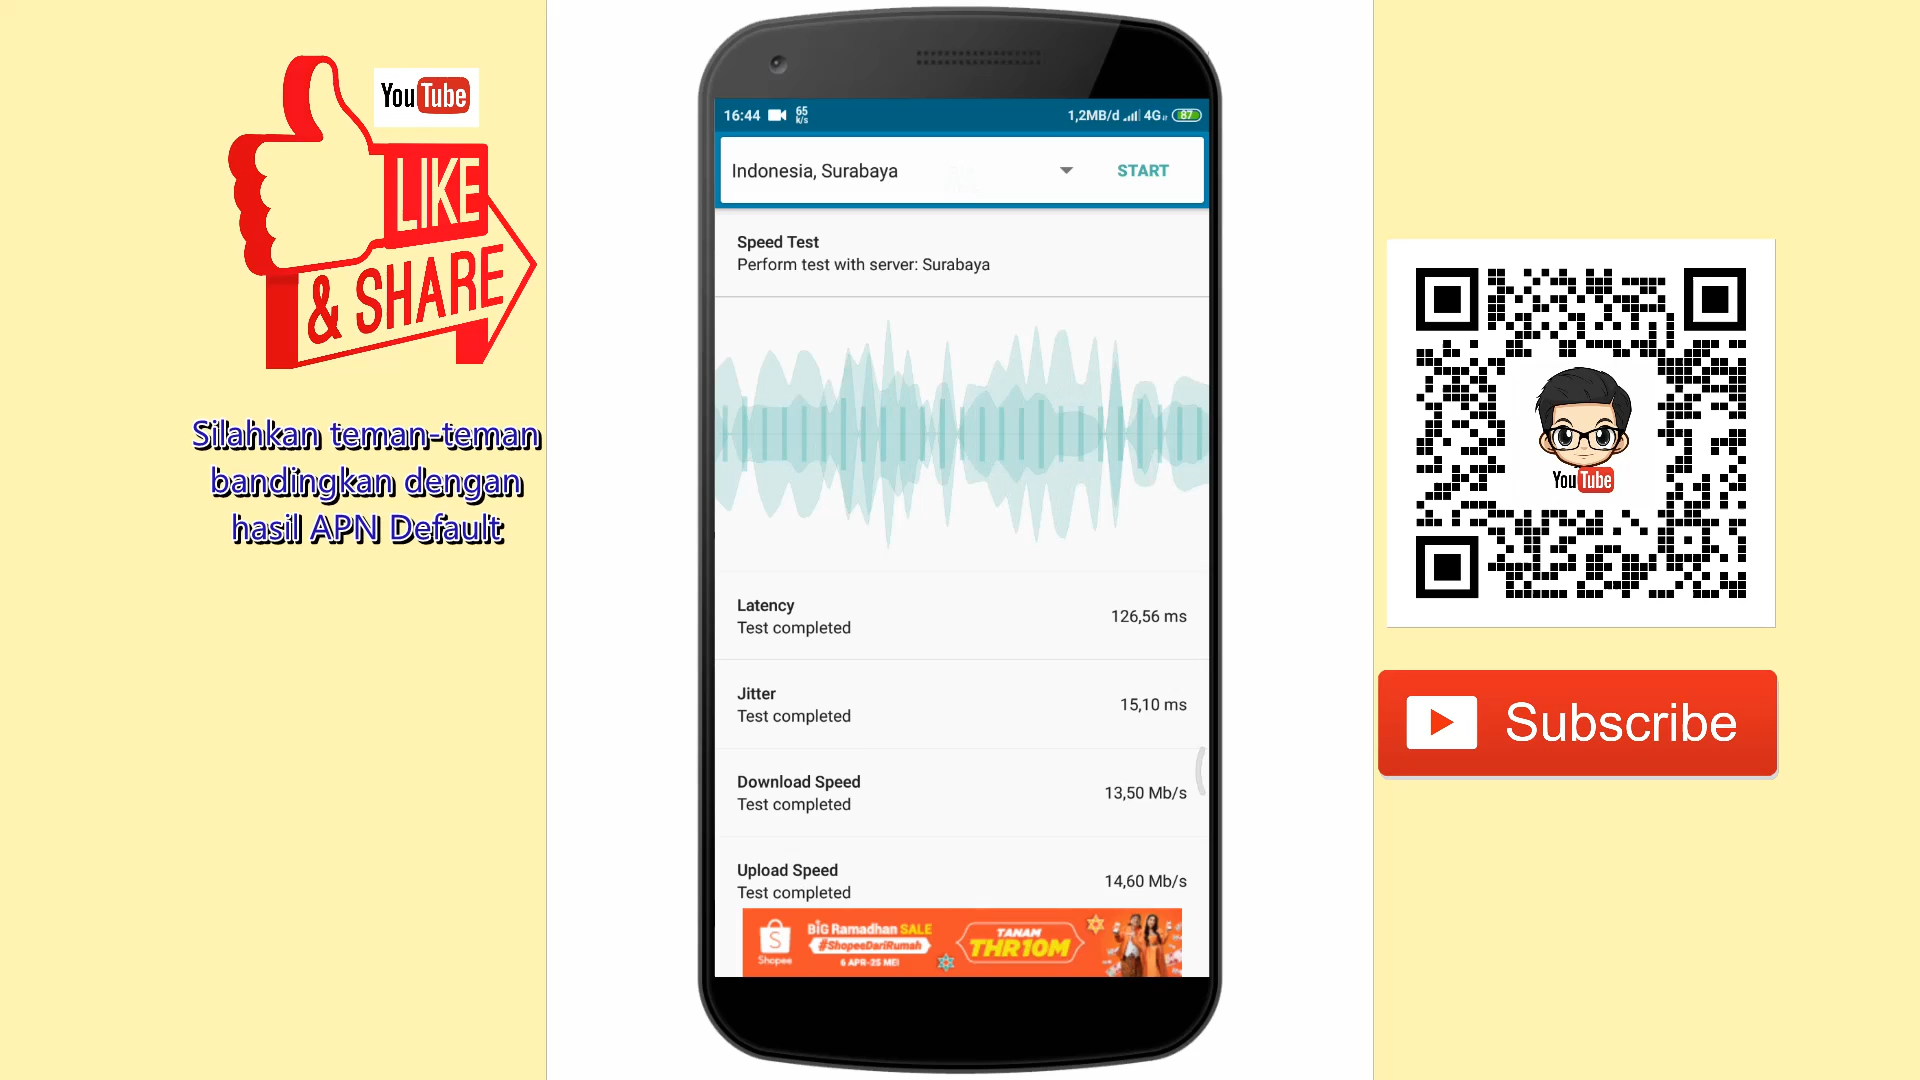 YouTube
LIKE
& SHARE
Silahkan teman-teman
bandingkan dengan
hasil APN Default
16:44 65 k/s 1,2MB/d 4G 87
Indonesia, Surabaya START
Speed Test
Perform test with server: Surabaya
Latency
Test completed
126,56 ms
Jitter
Test completed
15,10 ms
Download Speed
Test completed
13,50 Mb/s
Upload Speed
Test completed
14,60 Mb/s
Shopee
BIG Ramadhan SALE
#ShopeeDariRumah
6 APR-25 MEI
TANAM
THR10M
YouTube
Subscribe